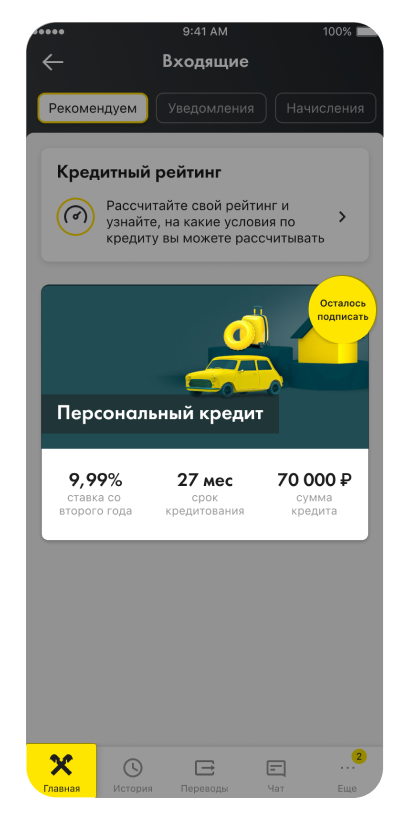 9:41 AM
100%
Входящие
Рекомендуем
Уведомления
Начисления
Кредитный рейтинг
Рассчитайте свой рейтинг и
узнайте, на какие условия по
кредиту вы можете рассчитывать
Осталось
подписать
Персональный кредит
9,99%
ставка со
второго года
27 мес
срок
кредитования
70 000 ₽
сумма
кредита
Главная
История
Переводы
Чат
2
Еще